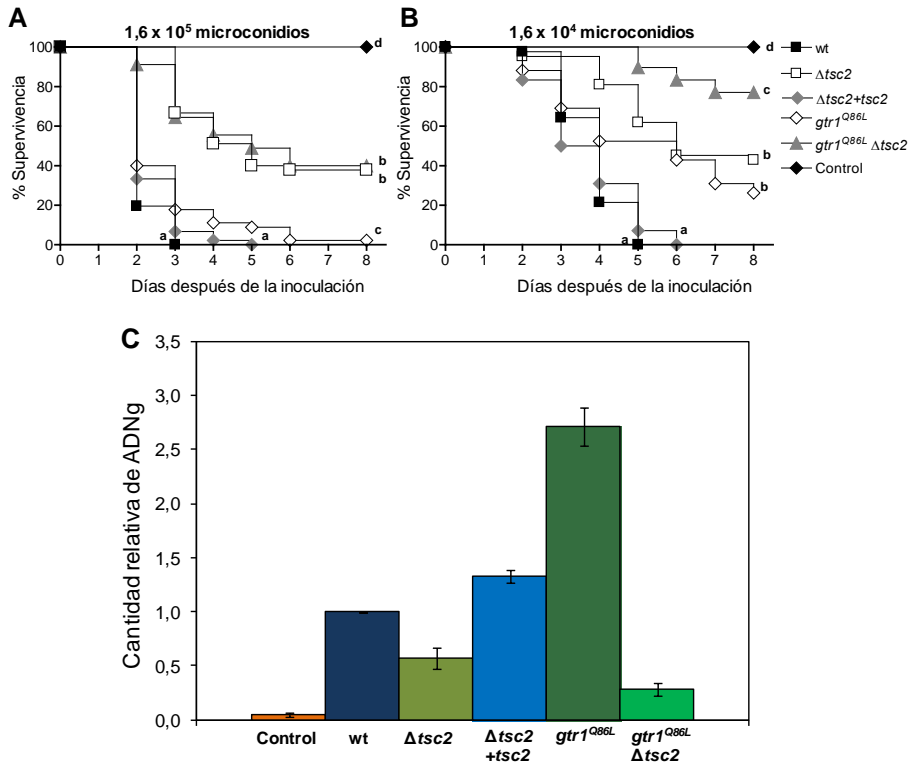 A
1,6 x 10⁵ microconidios
% Supervivencia
100
80
60
40
20
0
d
b
b
a
a
c
0 1 2 3 4 5 6 7 8
Días después de la inoculación
B
1,6 x 10⁴ microconidios
% Supervivencia
100
80
60
40
20
0
d
c
b
b
a
a
0 1 2 3 4 5 6 7 8
Días después de la inoculación
wt
Δtsc2
Δtsc2+tsc2
gtr1Q86L
gtr1Q86L Δtsc2
Control
C
Cantidad relativa de ADNg
3,5
3,0
2,5
2,0
1,5
1,0
0,5
0,0
Control
wt
Δtsc2
Δtsc2
+tsc2
gtr1Q86L
gtr1Q86L
Δtsc2